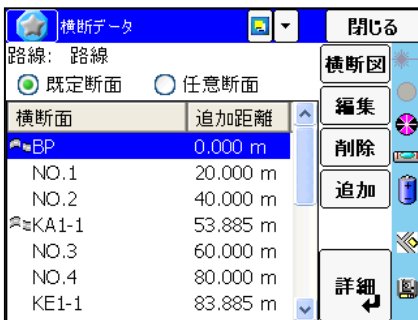 横断データ
閉じる
路線: 路線
横断図
既定断面 任意断面
編集
横断面 追加距離
削除
BP 0.000 m
NO.1 20.000 m
追加
NO.2 40.000 m
KA1-1 53.885 m
NO.3 60.000 m
NO.4 80.000 m
詳細
KE1-1 83.885 m